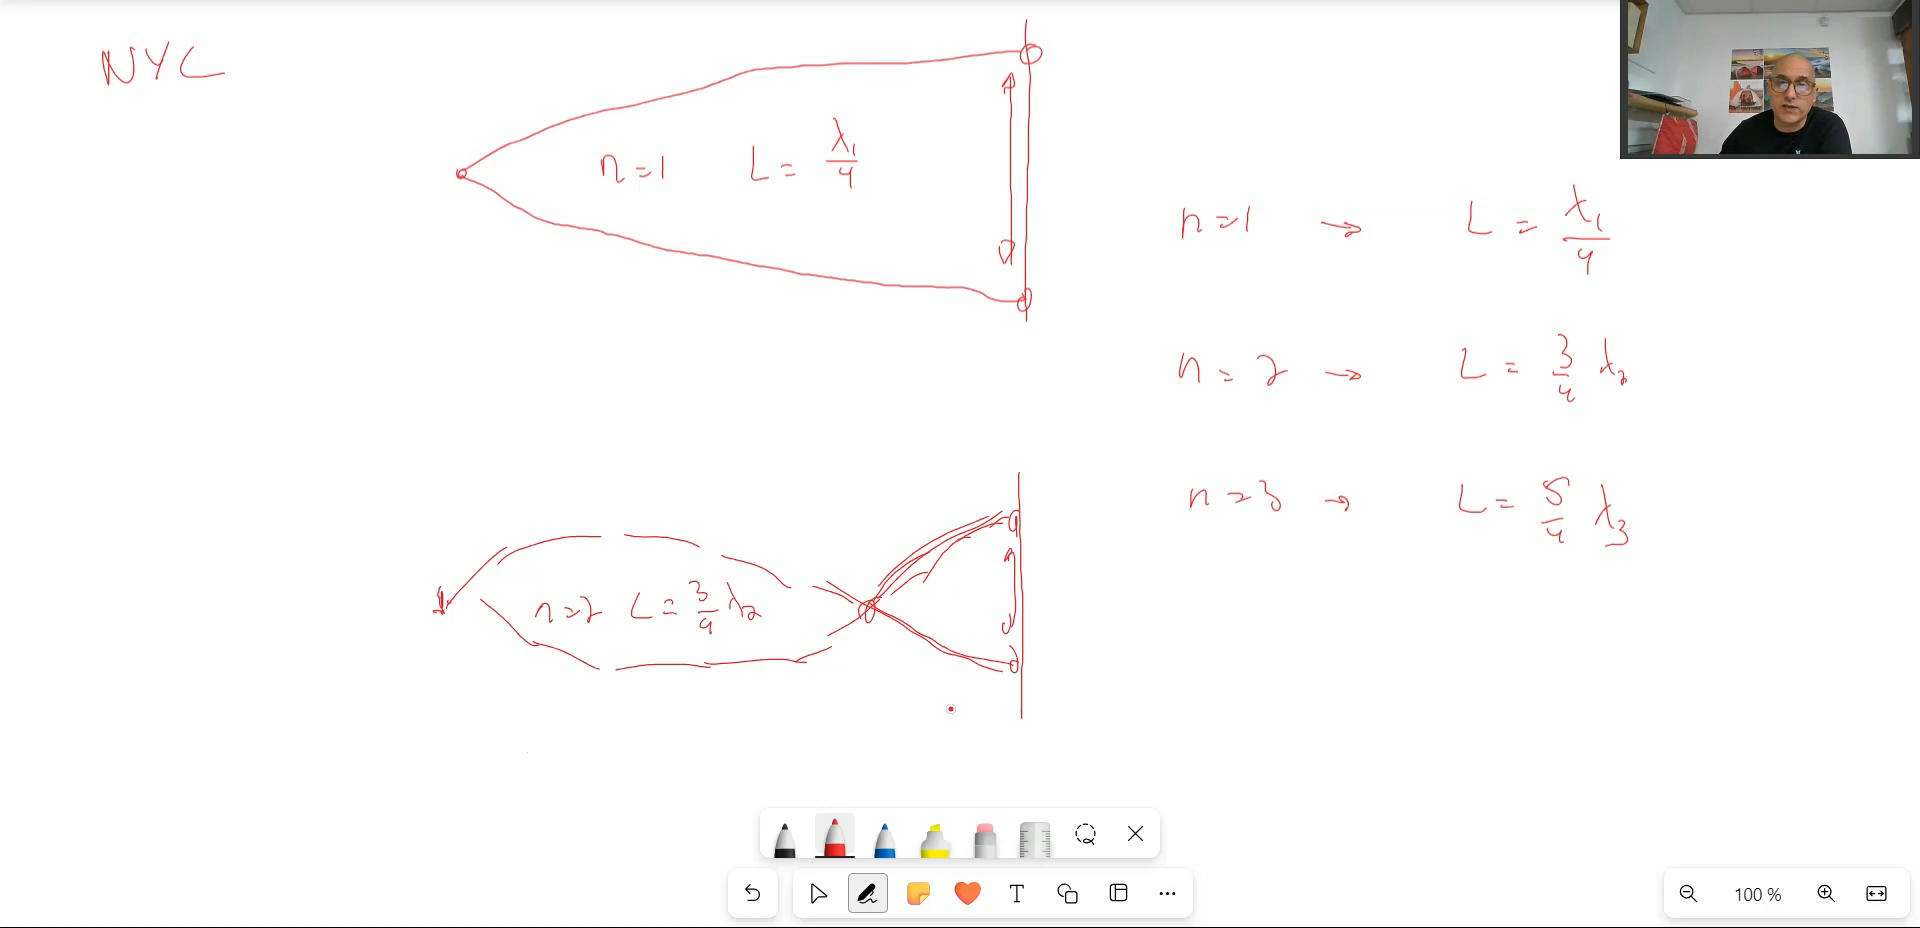 NYC
n=1 L= λ₁/4
n=1 → L = λ₁/4
n=2 → L = 3/4 λ₂
n=3 → L = 5/4 λ₃
n=2 L= 3/4 λ₂
100 %